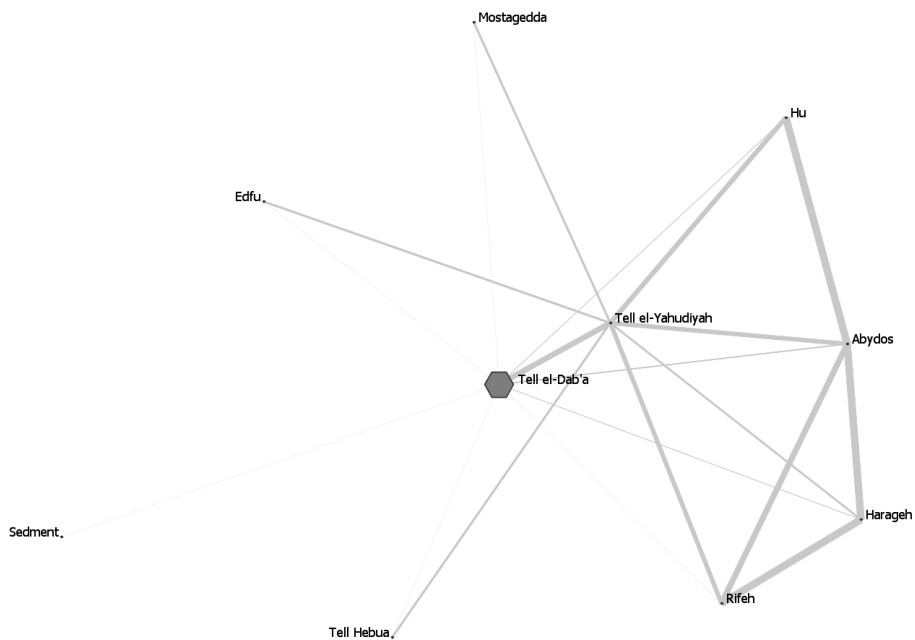 Mostagedda
Hu
Edfu
Tell el-Yahudiyah
Abydos
Tell el-Dab'a
Harageh
Sedment
Rifeh
Tell Hebua